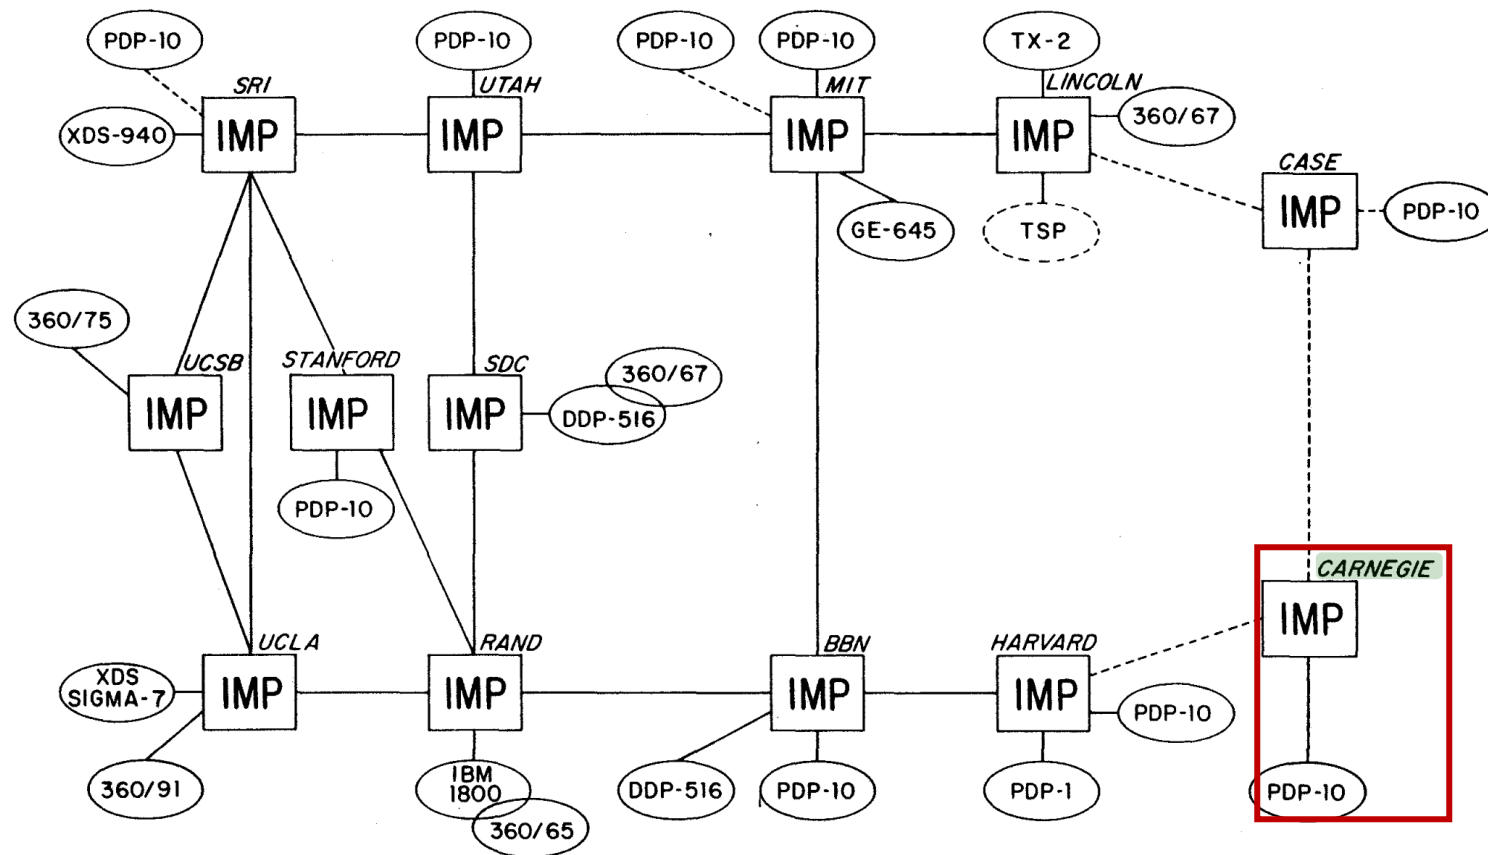 PDP-10
PDP-10
PDP-10
PDP-10
TX-2
SRI
UTAH
MIT
LINCOLN
XDS-940
IMP
IMP
IMP
IMP
360/67
CASE
IMP
PDP-10
GE-645
TSP
360/75
UCSB
STANFORD
SDC
360/67
IMP
IMP
IMP
DDP-516
PDP-10
CARNEGIE
IMP
UCLA
RAND
BBN
HARVARD
XDS
SIGMA-7
IMP
IMP
IMP
IMP
PDP-10
360/91
IBM
1800
360/65
DDP-516
PDP-10
PDP-1
PDP-10